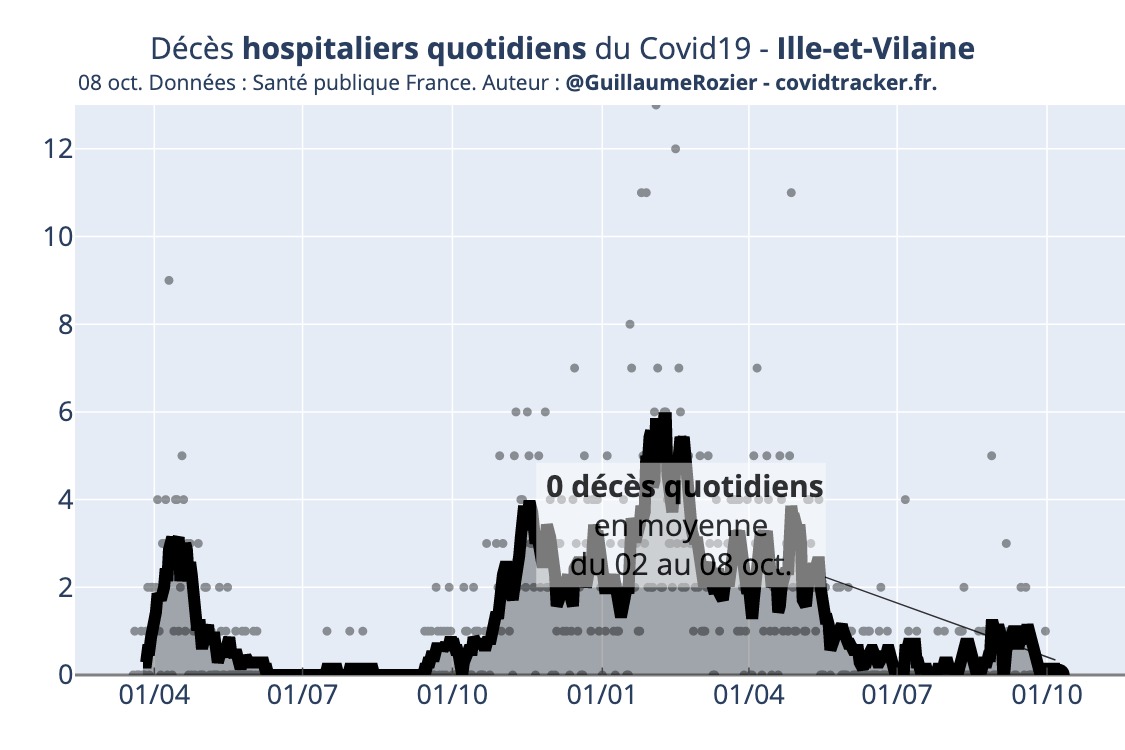 Décès hospitaliers quotidiens du Covid19 - Ille-et-Vilaine
08 oct. Données : Santé publique France. Auteur : @GuillaumeRozier - covidtracker.fr.
12
10
8
6
4
2
0
0 décès quotidiens
en moyenne
du 02 au 08 oct.
01/04 01/07 01/10 01/01 01/04 01/07 01/10